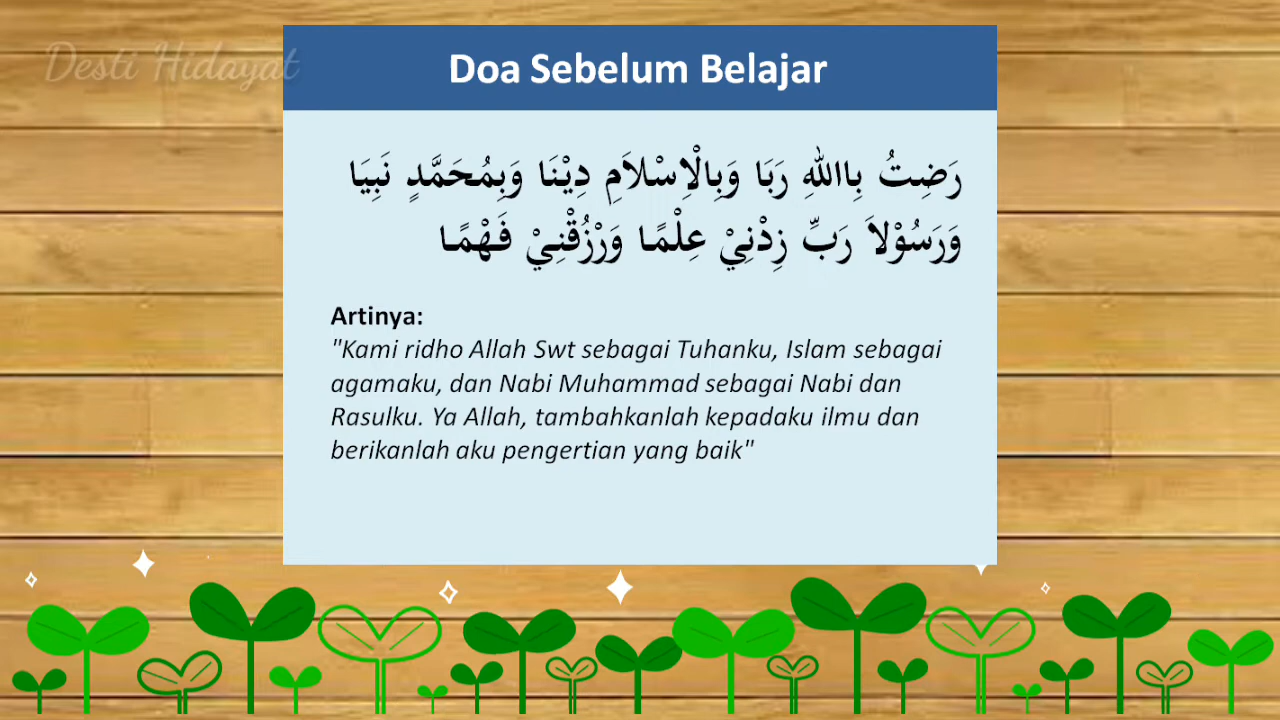 Desti Hidayat
Doa Sebelum Belajar
رَضِتُ بِااللهِ رَبَا وَبِالْاِسْلاَمِ دِيْنَا وَبِمُحَمَّدٍ نَبِيَا
وَرَسُوْلاَ رَبِّ زِدْنِيْ عِلْمًا وَرْزُقْنِيْ فَهْمًا
Artinya:
"Kami ridho Allah Swt sebagai Tuhanku, Islam sebagai
agamaku, dan Nabi Muhammad sebagai Nabi dan
Rasulku. Ya Allah, tambahkanlah kepadaku ilmu dan
berikanlah aku pengertian yang baik"